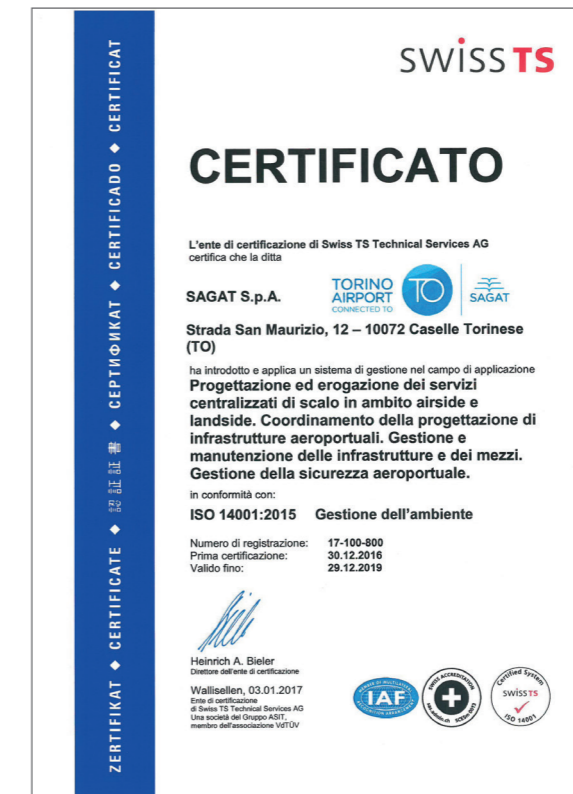 swiss TS
CERTIFICATO
L'ente di certificazione di Swiss TS Technical Services AG
certifica che la ditta
SAGAT S.p.A.
TORINO
AIRPORT
CONNECTED TO
TO
SAGAT
Strada San Maurizio, 12 – 10072 Caselle Torinese
(TO)
ha introdotto e applica un sistema di gestione nel campo di applicazione
Progettazione ed erogazione dei servizi
centralizzati di scalo in ambito airside e
landside. Coordinamento della progettazione di
infrastrutture aeroportuali. Gestione e
manutenzione delle infrastrutture e dei mezzi.
Gestione della sicurezza aeroportuale.
in conformità con:
ISO 14001:2015 Gestione dell'ambiente
Numero di registrazione: 17-100-800
Prima certificazione: 30.12.2016
Valido fino: 29.12.2019
Heinrich A. Bieler
Direttore dell'ente di certificazione
Wallisellen, 03.01.2017
Ente di certificazione
di Swiss TS Technical Services AG
Una società del Gruppo ASIT,
membro dell'associazione VdTÜV
IAF
SWISS ACCREDITATION
Certified System
swiss TS
ISO 14001
ZERTIFIKAT ◆ CERTIFICATE ◆ 認証証書 ◆ СЕРТИФИКАТ ◆ CERTIFICADO ◆ CERTIFICAT